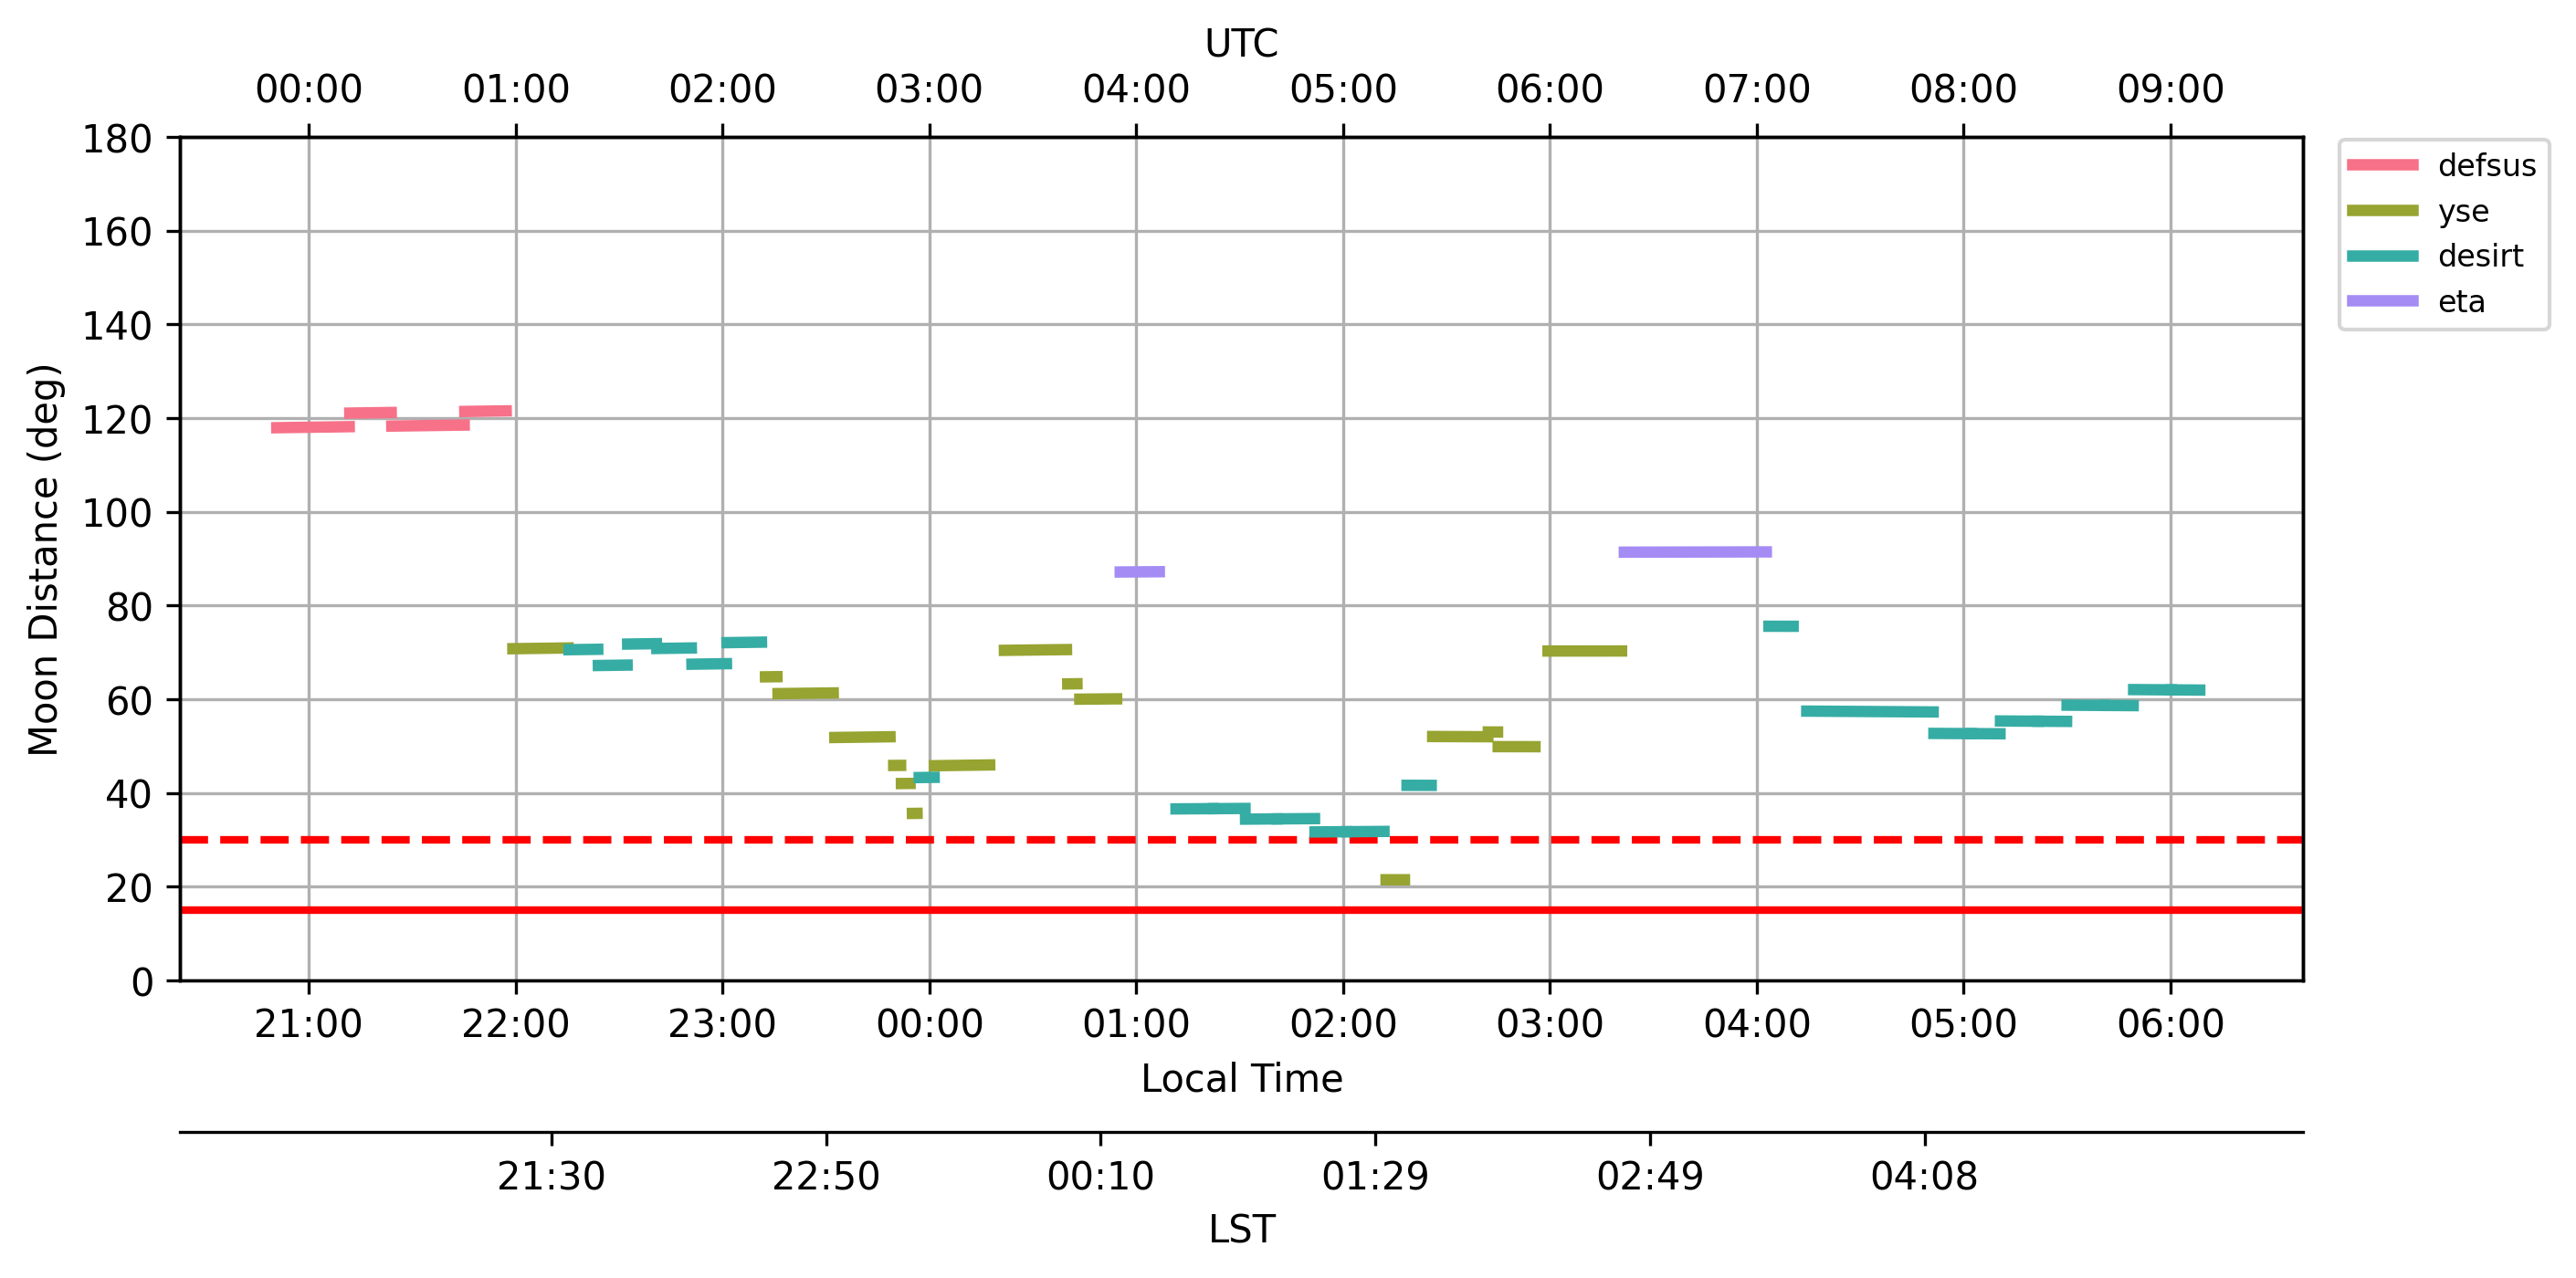 UTC
00:00 01:00 02:00 03:00 04:00 05:00 06:00 07:00 08:00 09:00
180
160
140
120
100
80
60
40
20
0
Moon Distance (deg)
defsus
yse
desirt
eta
21:00 22:00 23:00 00:00 01:00 02:00 03:00 04:00 05:00 06:00
Local Time
21:30 22:50 00:10 01:29 02:49 04:08
LST